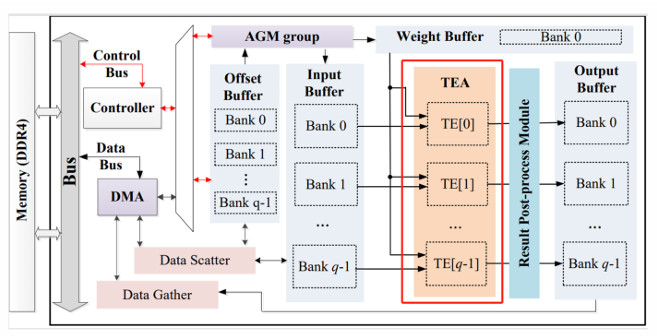 Memory (DDR4)
Bus
Control
Bus
Controller
Data
Bus
DMA
AGM group
Offset
Buffer
Bank 0
Bank 1
⋮
Bank q-1
Input
Buffer
Bank 0
Bank 1
...
Bank q-1
Weight Buffer
Bank 0
TEA
TE[0]
TE[1]
...
TE[q-1]
Result Post-process Module
Output
Buffer
Bank 0
Bank 1
...
Bank q-1
Data Scatter
Data Gather